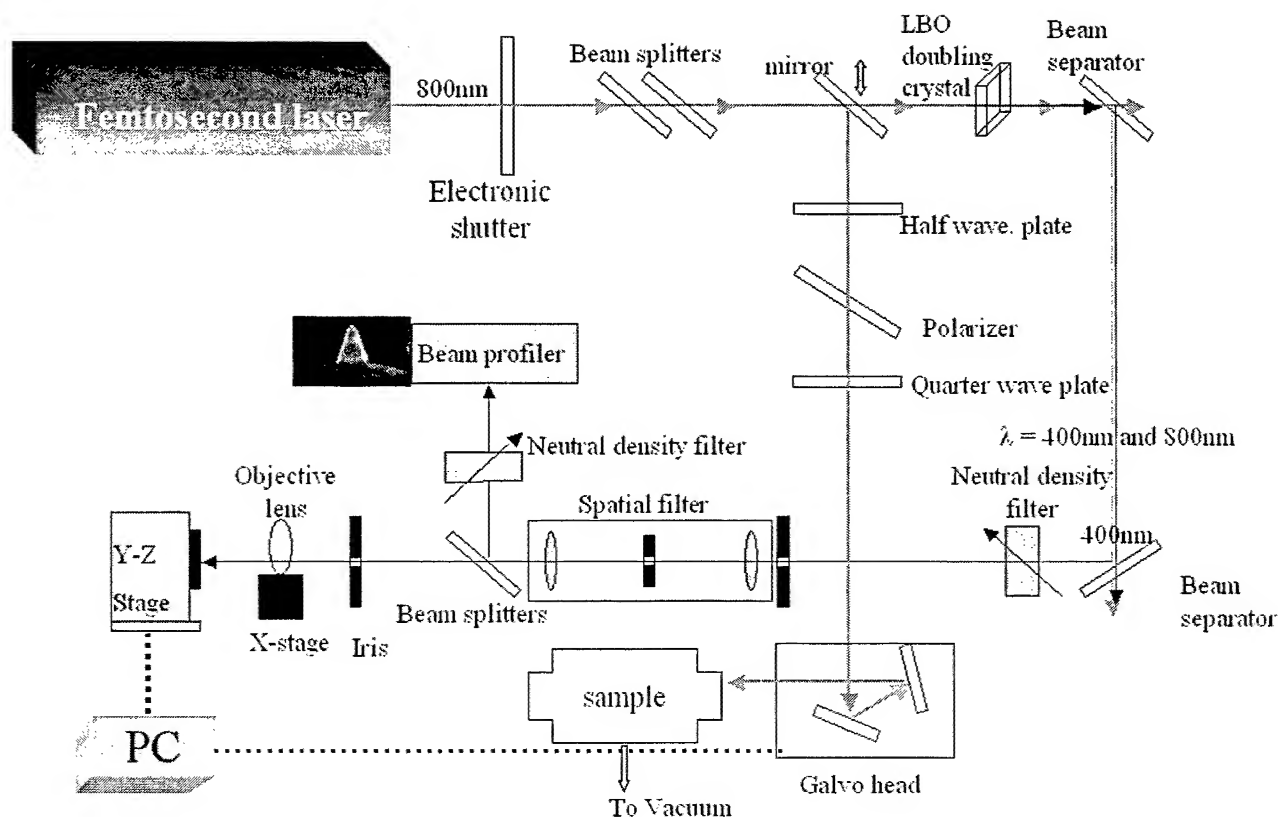 Femtosecond laser
800nm
Electronic
shutter
Beam splitters
mirror
LBO
doubling
crystal
Beam
separator
Half wave. plate
Polarizer
Quarter wave plate
λ = 400nm and 800nm
Beam profiler
Neutral density filter
Neutral density
filter
400nm
Beam
separator
Objective
lens
Spatial filter
Y-Z
Stage
X-stage
Iris
Beam splitters
sample
PC
Galvo head
To Vacuum